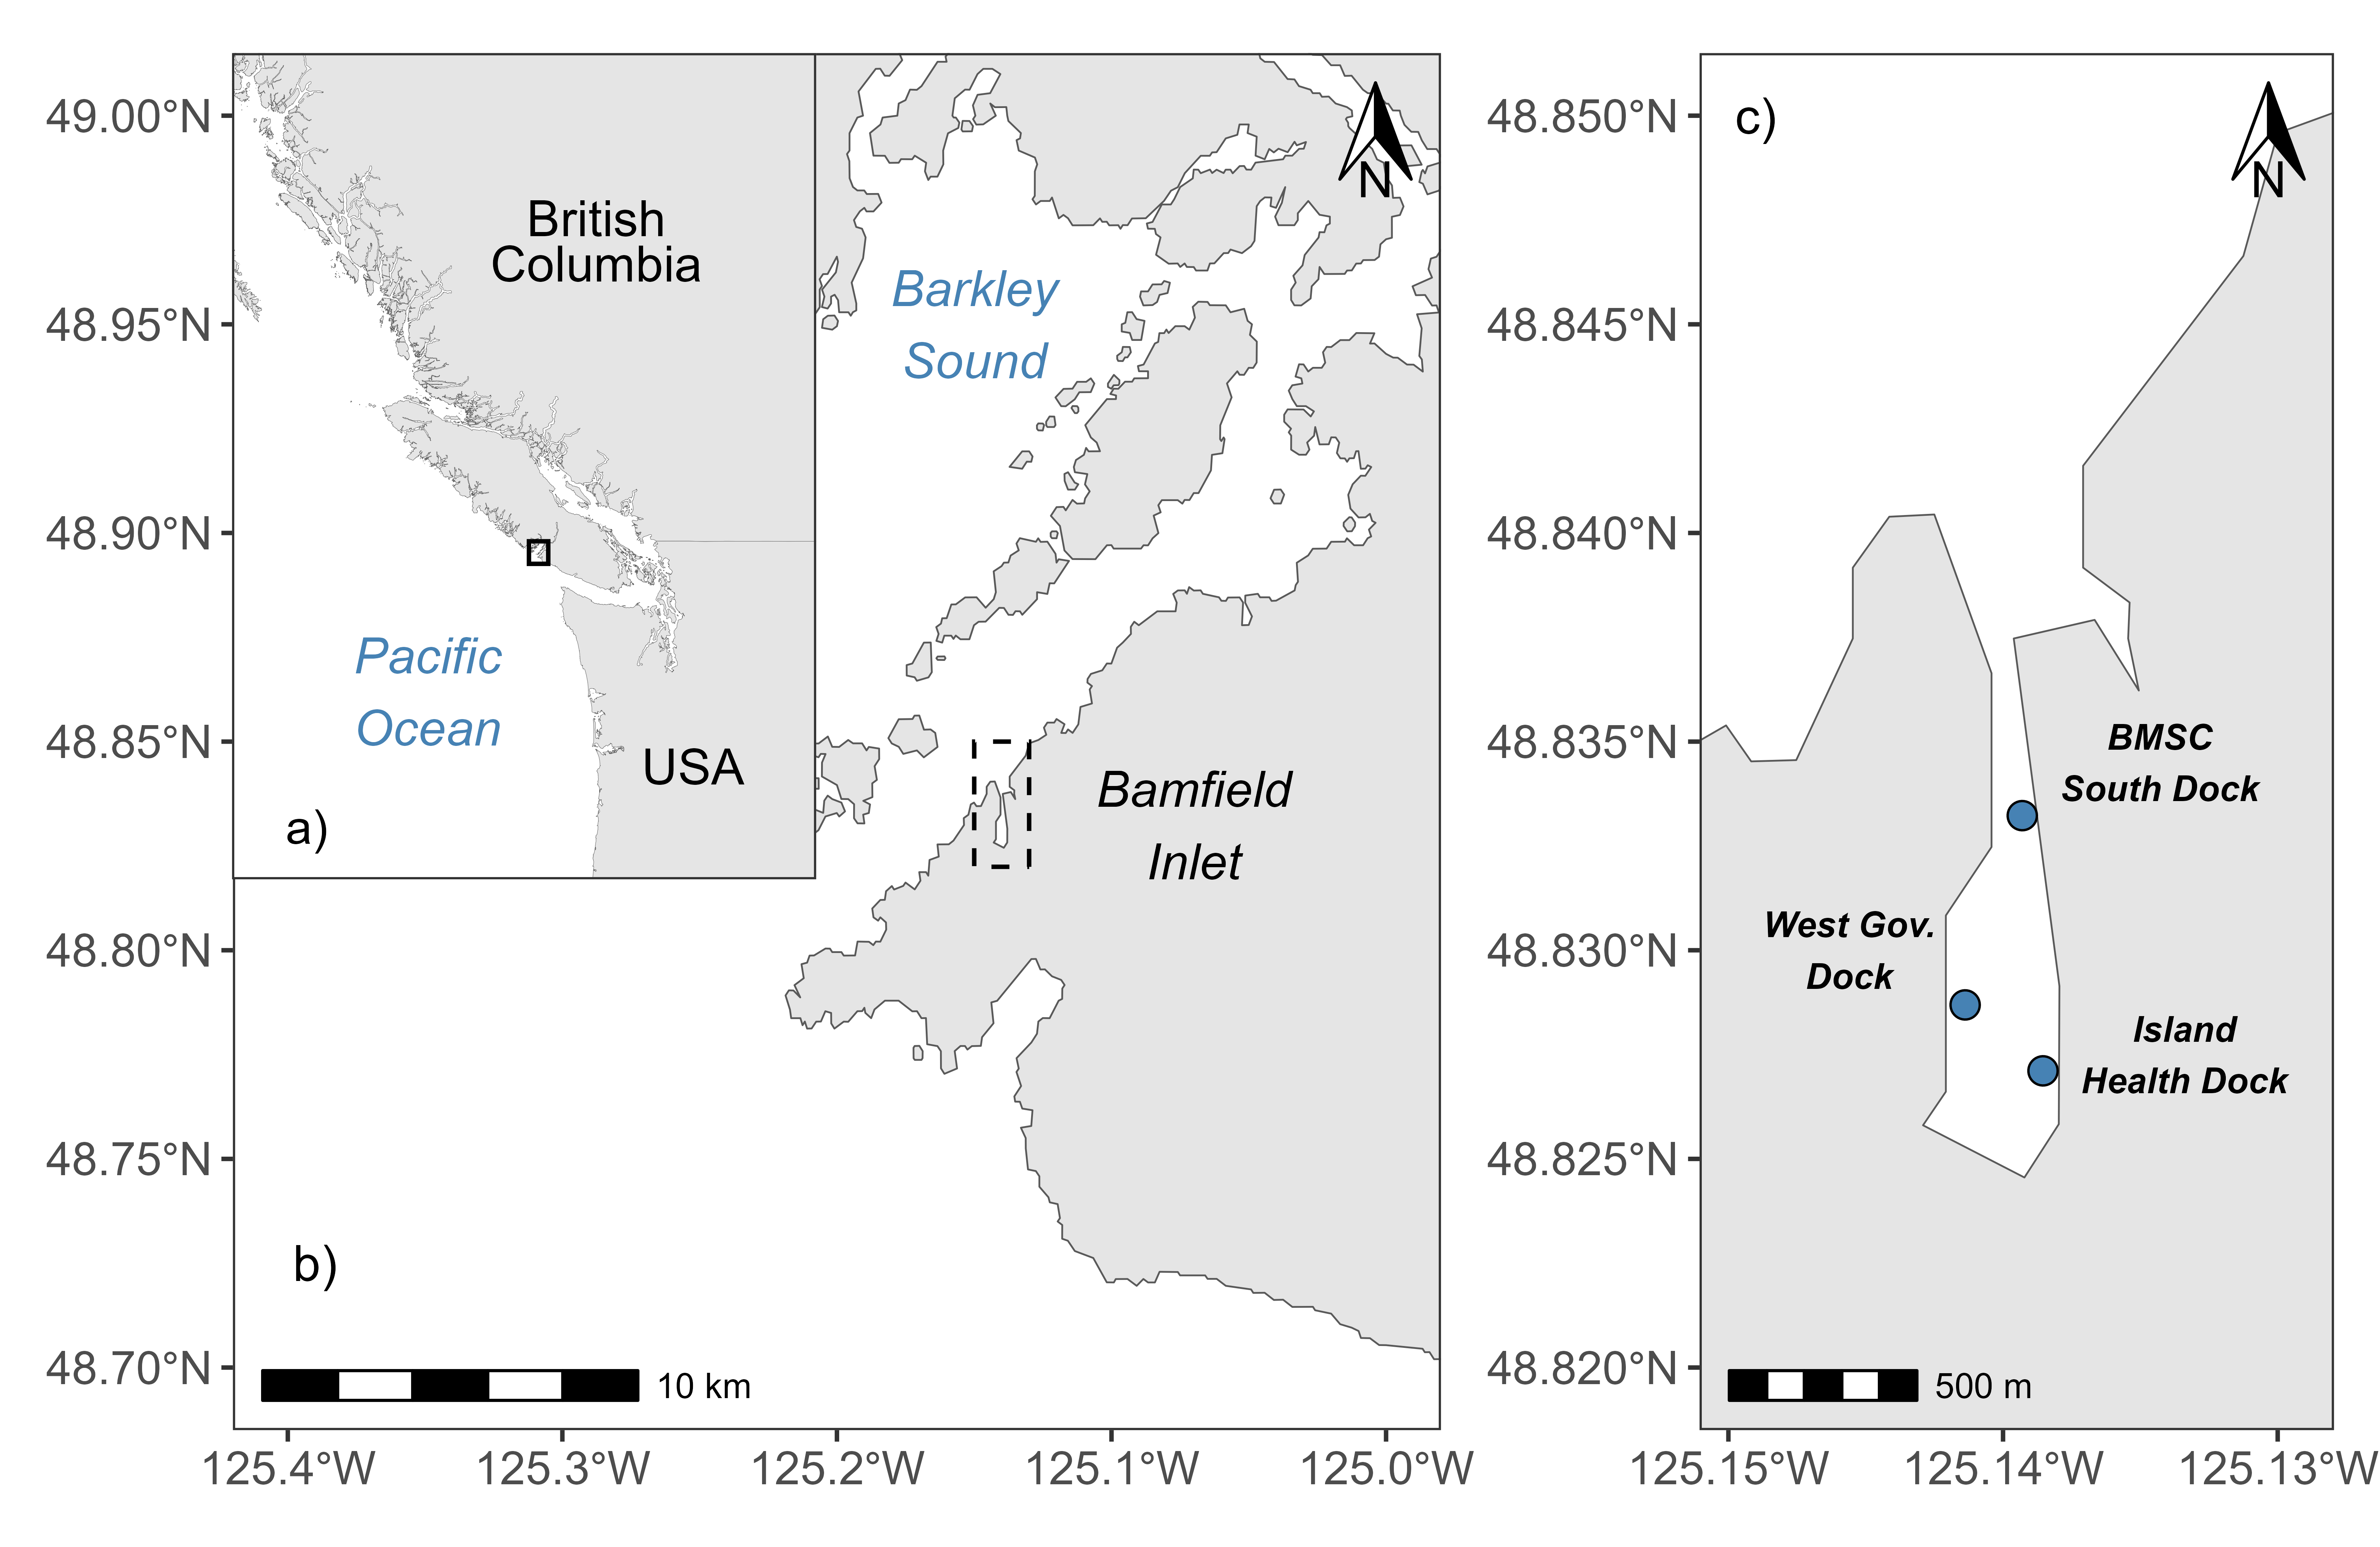 49.00°N
48.95°N
48.90°N
48.85°N
48.80°N
48.75°N
48.70°N
British
Columbia
Pacific
Ocean
USA
a)
Barkley
Sound
N
Bamfield
Inlet
b)
10 km
125.4°W
125.3°W
125.2°W
125.1°W
125.0°W
48.850°N
48.845°N
48.840°N
48.835°N
48.830°N
48.825°N
48.820°N
c)
N
BMSC
South Dock
West Gov.
Dock
Island
Health Dock
500 m
125.15°W
125.14°W
125.13°W